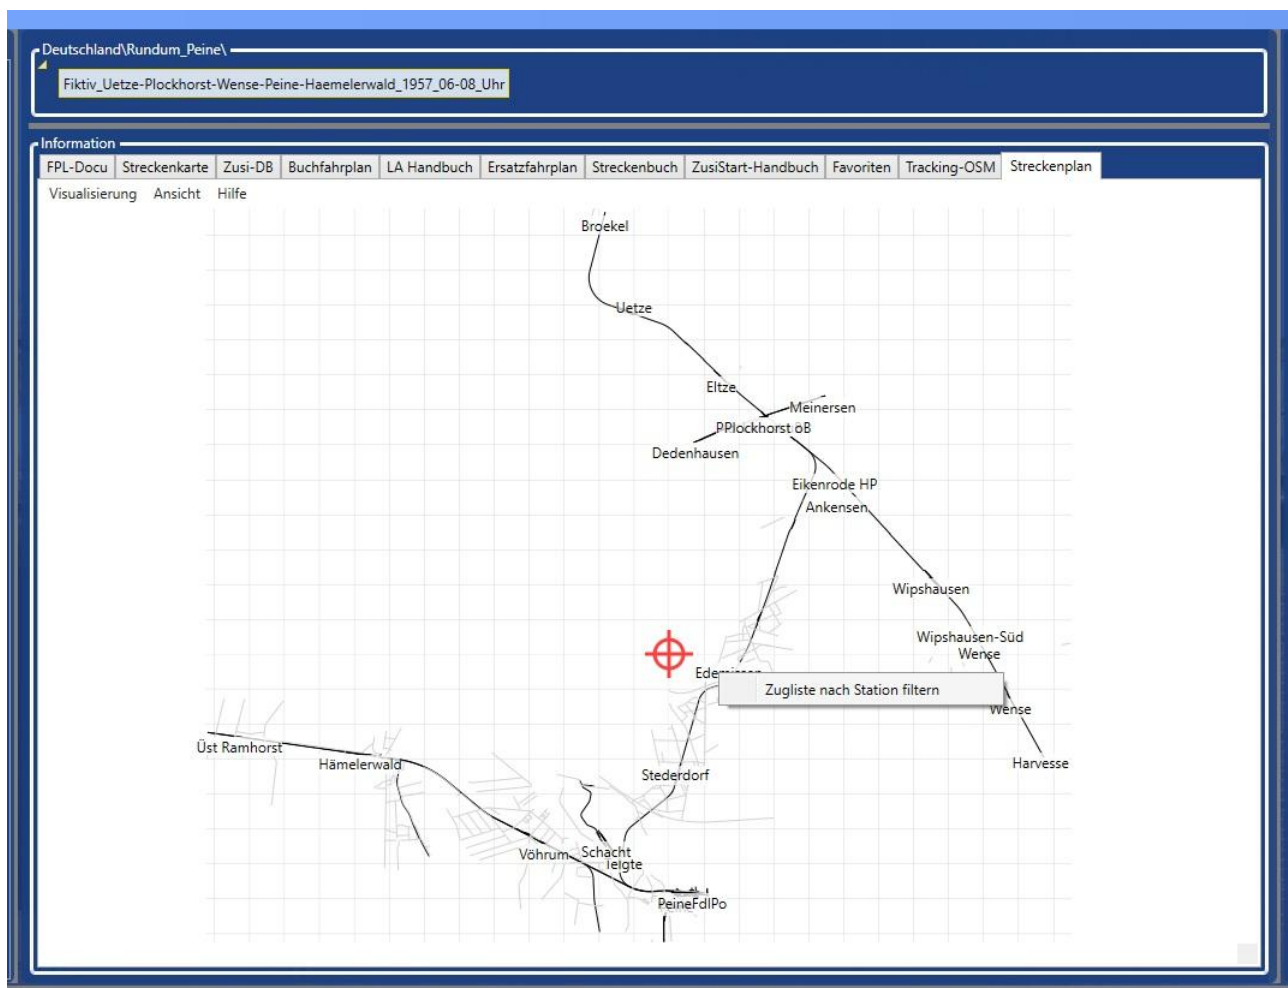 Deutschland\Rundum_Peine\
Fiktiv_Uetze-Plockhorst-Wense-Peine-Haemelerwald_1957_06-08_Uhr
Information
FPL-Docu Streckenkarte Zusi-DB Buchfahrplan LA Handbuch Ersatzfahrplan Streckenbuch ZusiStart-Handbuch Favoriten Tracking-OSM Streckenplan
Visualisierung Ansicht Hilfe
Broekel
Uetze
Eltze
Meinersen
PPlockhorst öB
Dedenhausen
Eikenrode HP
Ankensen
Wipshausen
Wipshausen-Süd
Wense
Edemissen
Zugliste nach Station filtern
Wense
Üst Ramhorst
Hämelerwald
Harvesse
Stederdorf
Vöhrum
Schacht
PeineFdlPo